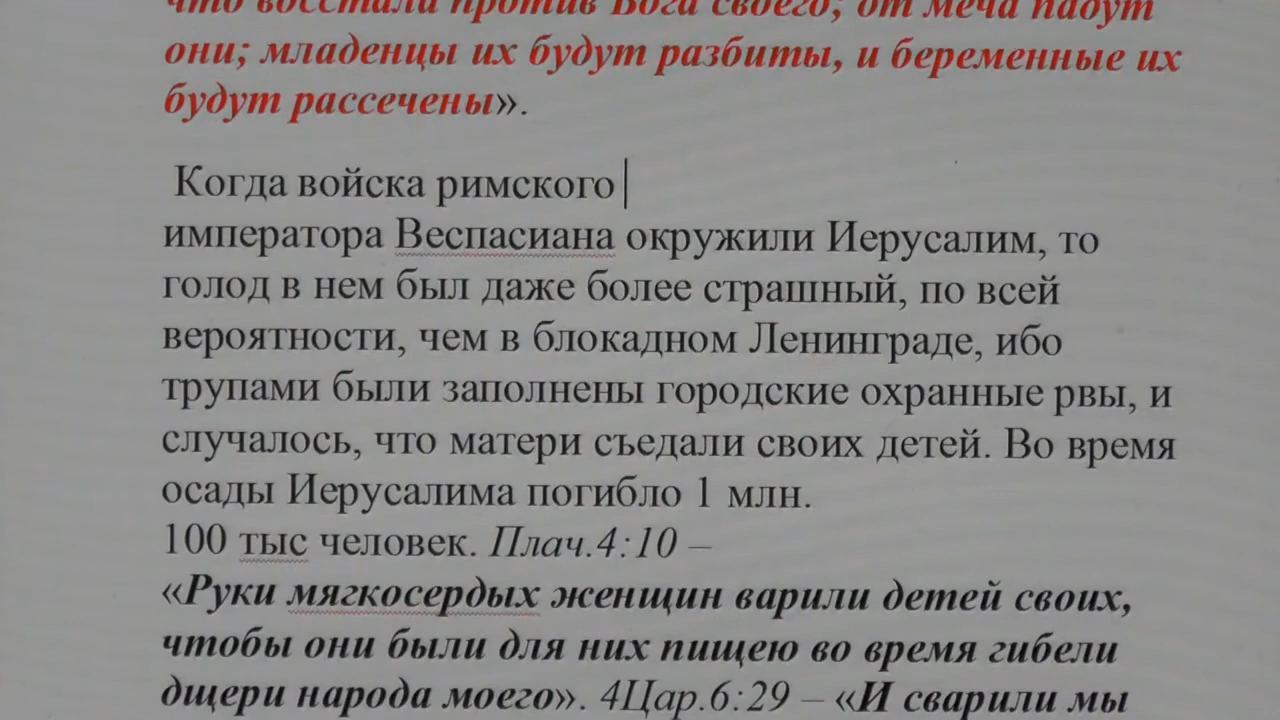 что восстали против Бога своего; от меча падут
они; младенцы их будут разбиты, и беременные их
будут рассечены».
Когда войска римского
императора Веспасиана окружили Иерусалим, то
голод в нем был даже более страшный, по всей
вероятности, чем в блокадном Ленинграде, ибо
трупами были заполнены городские охранные рвы, и
случалось, что матери съедали своих детей. Во время
осады Иерусалима погибло 1 млн.
100 тыс человек. Плач.4:10 –
«Руки мягкосердых женщин варили детей своих,
чтобы они были для них пищею во время гибели
дщери народа моего». 4Цар.6:29 – «И сварили мы